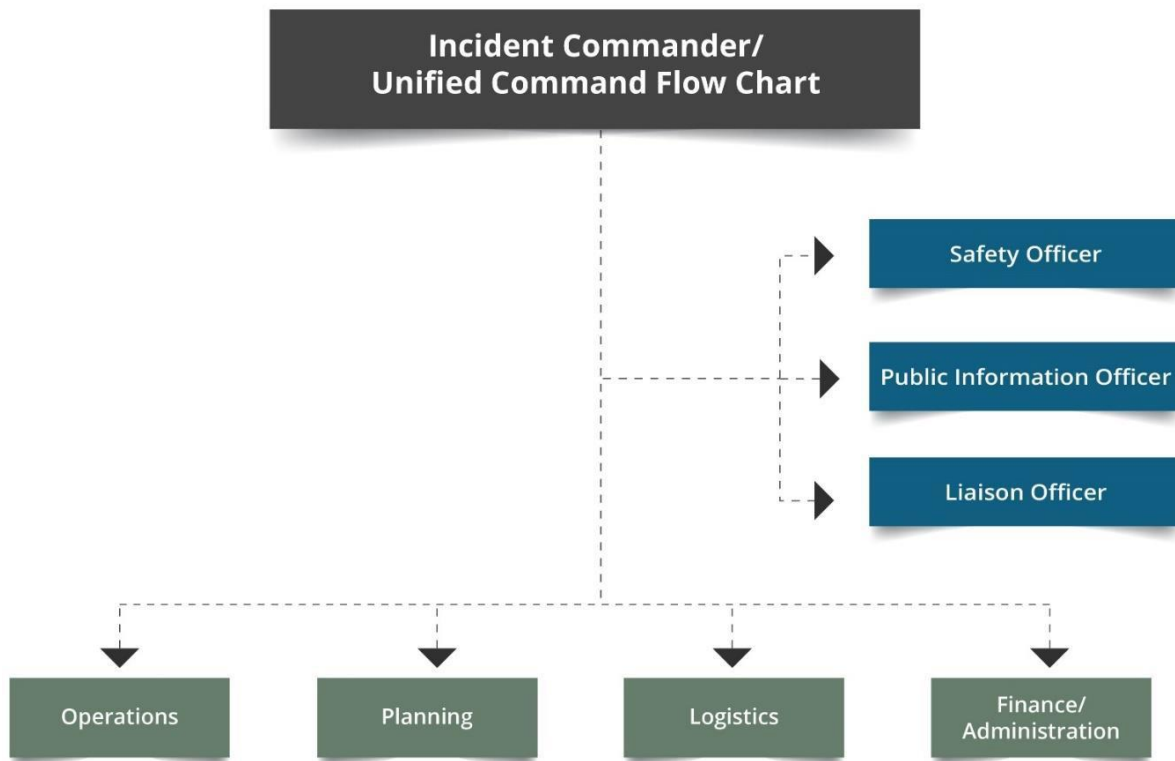 Incident Commander/
Unified Command Flow Chart
Safety Officer
Public Information Officer
Liaison Officer
Operations
Planning
Logistics
Finance/
Administration